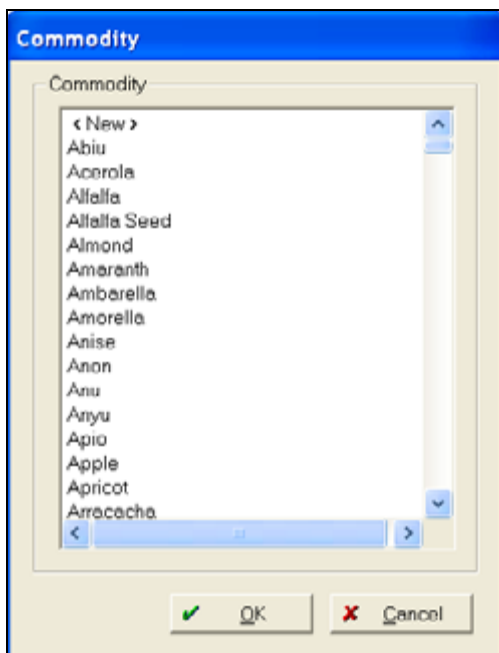 Commodity
Commodity
< New >
Abiu
Acerola
Alfalfa
Alfalfa Seed
Almond
Amaranth
Ambarella
Amorella
Anise
Anon
Anu
Anyu
Apio
Apple
Apricot
Arracacha
OK
Cancel